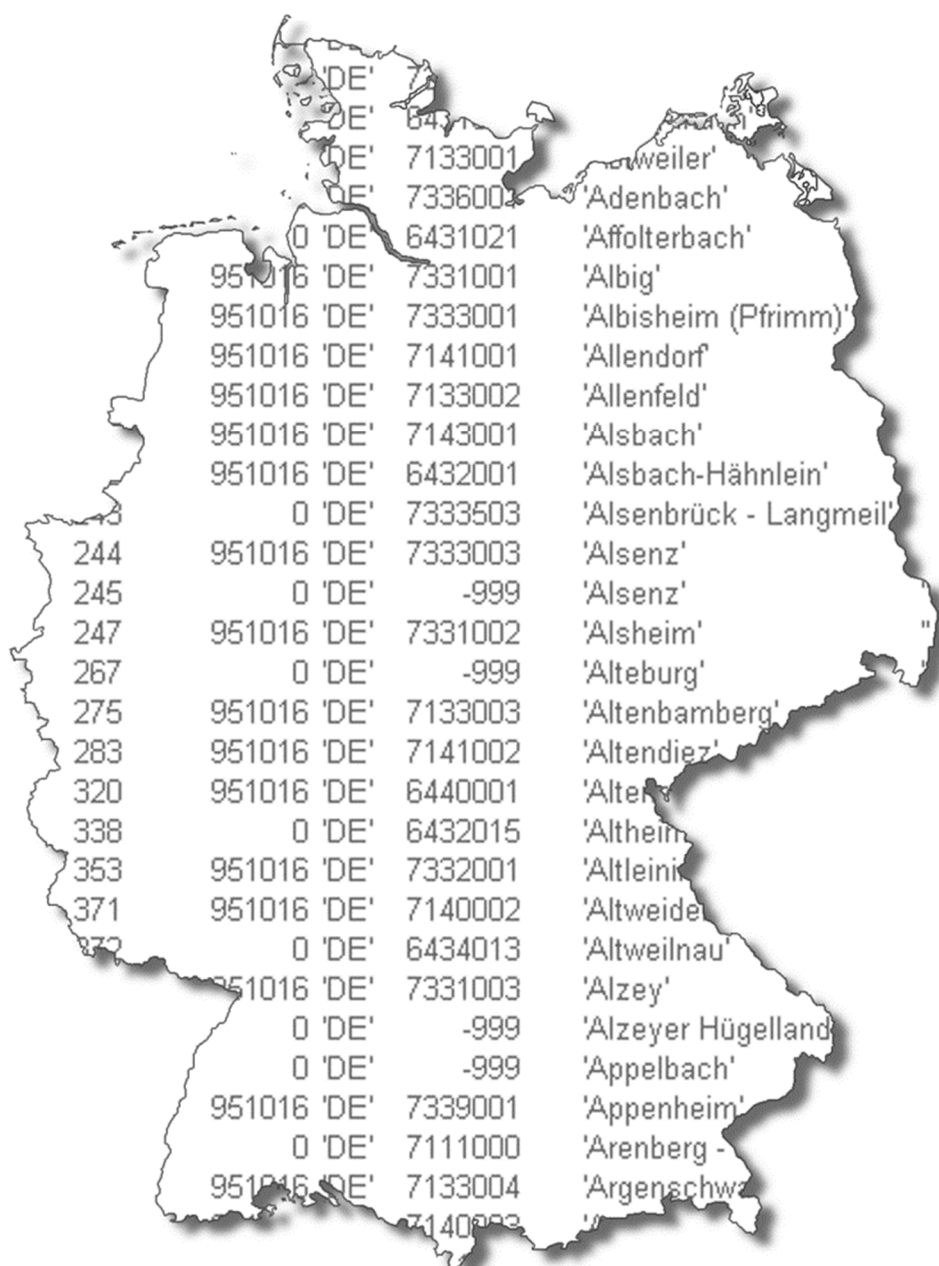 'DE'
'DE'
'DE' 7133001
'DE' 'Adenbach'
0 'DE' 6431021 'Affolterbach'
951016 'DE' 7331001 'Albig'
951016 'DE' 7333001 'Albisheim (Pfrimm)'
951016 'DE' 7141001 'Allendorf'
951016 'DE' 7133002 'Allenfeld'
951016 'DE' 7143001 'Alsbach'
951016 'DE' 6432001 'Alsbach-Hähnlein'
0 'DE' 7333503 'Alsenbrück - Langmeil'
244 951016 'DE' 7333003 'Alsenz'
245 0 'DE' -999 'Alsenz' '
247 951016 'DE' 7331002 'Alsheim' "
267 0 'DE' -999 'Alteburg'
275 951016 'DE' 7133003 'Altenbamberg'
283 951016 'DE' 7141002 'Altendiez'
320 951016 'DE' 6440001
338 0 'DE' 6432015
353 951016 'DE' 7332001
371 951016 'DE' 7140002
0 'DE' 6434013 'Altweilnau'
951016 'DE' 7331003 'Alzey'
0 'DE' -999 'Alzeyer Hügelland
0 'DE' -999 'Appelbach'
951016 'DE' 7339001 'Appenheim'
0 'DE' 7111000 'Arenberg -
'DE' 7133004